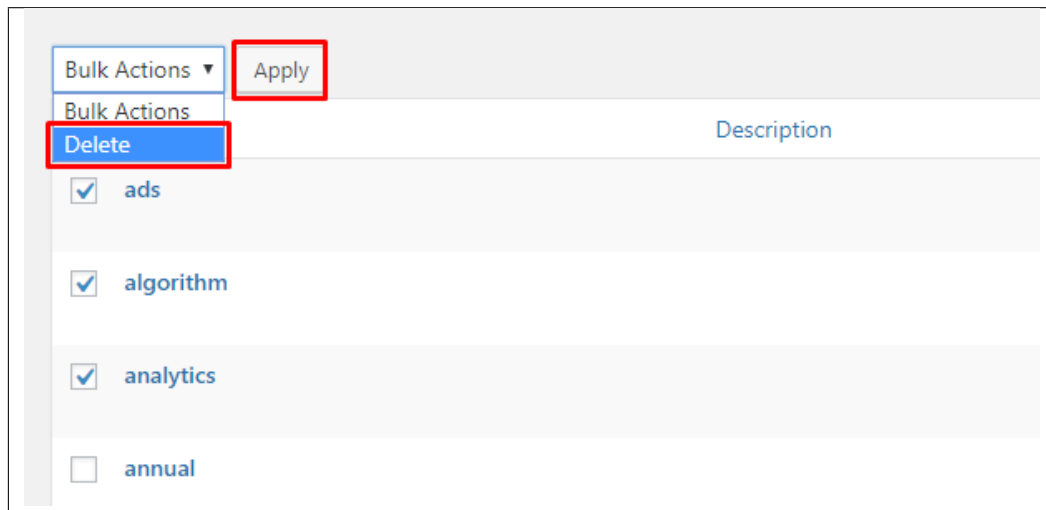 Bulk Actions ▼ Apply
Bulk Actions
Delete
Description
ads
algorithm
analytics
annual